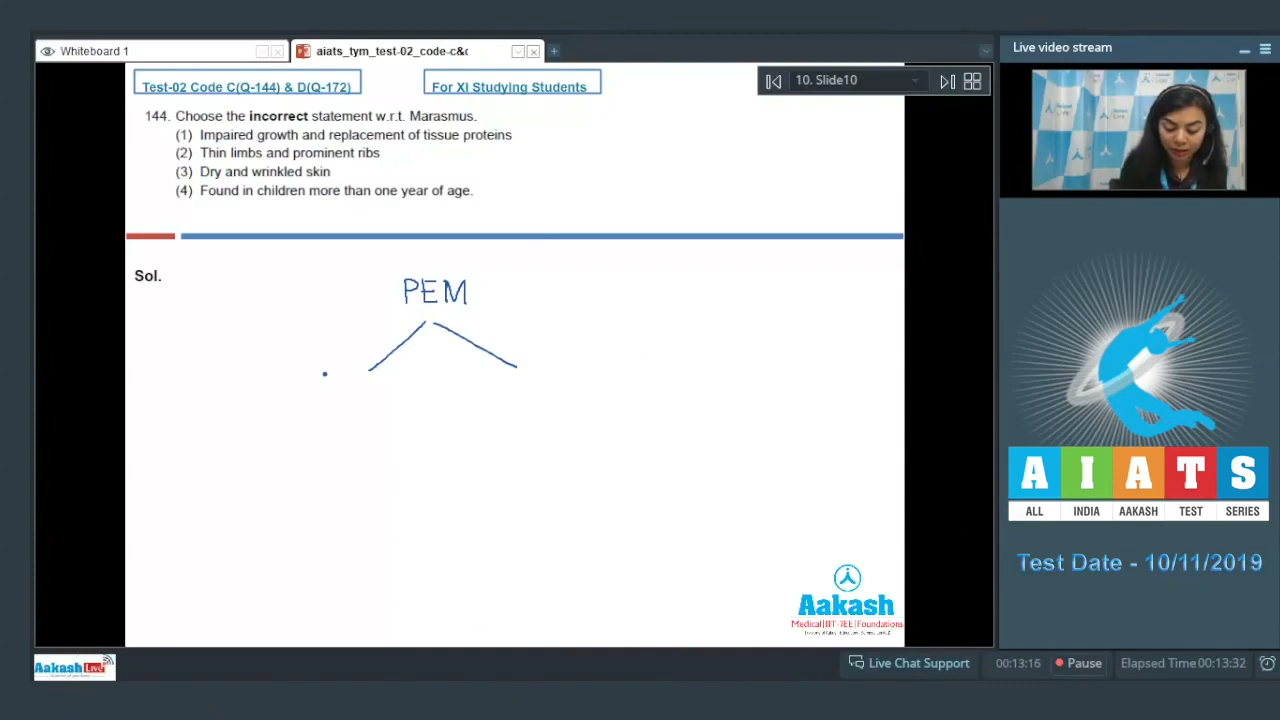 Whiteboard 1
aiats_tym_test-02_code-c&c
Live video stream
Test-02 Code C(Q-144) & D(Q-172)
For XI Studying Students
10. Slide10
144. Choose the incorrect statement w.r.t. Marasmus.
(1) Impaired growth and replacement of tissue proteins
(2) Thin limbs and prominent ribs
(3) Dry and wrinkled skin
(4) Found in children more than one year of age.
Sol.
PEM
A I A T S
ALL INDIA AAKASH TEST SERIES
Test Date - 10/11/2019
Aakash
Medical|IIT-JEE|Foundations
Aakash Live
Live Chat Support
00:13:16
Pause
Elapsed Time 00:13:32